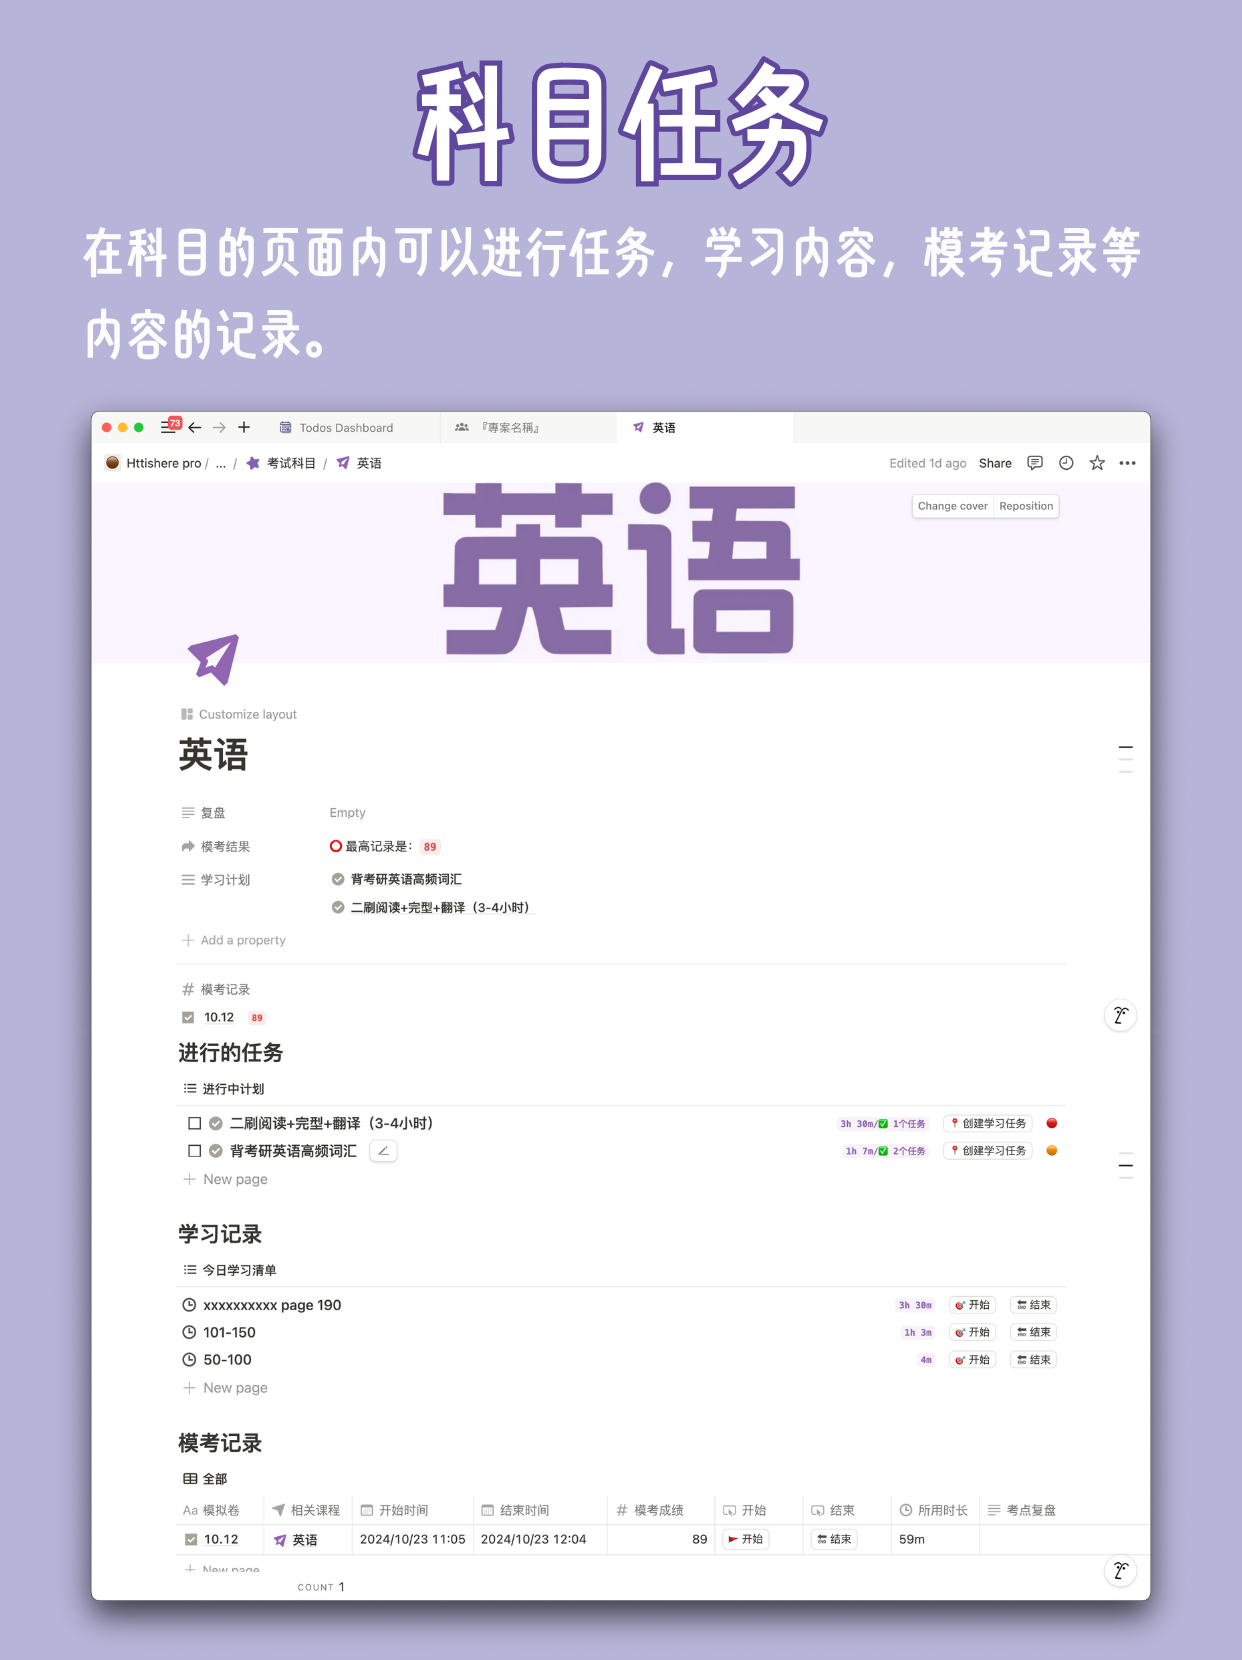 科目任务
在科目的页面内可以进行任务，学习内容，模考记录等
内容的记录。
73
Todos Dashboard
『專案名稱』
英语
Httishere pro / ... / 考试科目 / 英语
Edited 1d ago Share
英语
Change cover Reposition
Customize layout
英语
复盘 Empty
模考结果 最高记录是： 89
学习计划 背考研英语高频词汇
二刷阅读+完型+翻译（3-4小时）
Add a property
模考记录
10.12 89
进行的任务
进行中计划
二刷阅读+完型+翻译（3-4小时） 3h 30m/✅ 1个任务 📍创建学习任务
背考研英语高频词汇 1h 7m/✅ 2个任务 📍创建学习任务
New page
学习记录
今日学习清单
xxxxxxxxxx page 190 3h 30m 🎯开始 🔚结束
101-150 1h 3m 🎯开始 🔚结束
50-100 4m 🎯开始 🔚结束
New page
模考记录
全部
Aa 模拟卷 相关课程 开始时间 结束时间 # 模考成绩 开始 结束 所用时长 考点复盘
10.12 英语 2024/10/23 11:05 2024/10/23 12:04 89 开始 🔚结束 59m
New page
COUNT 1